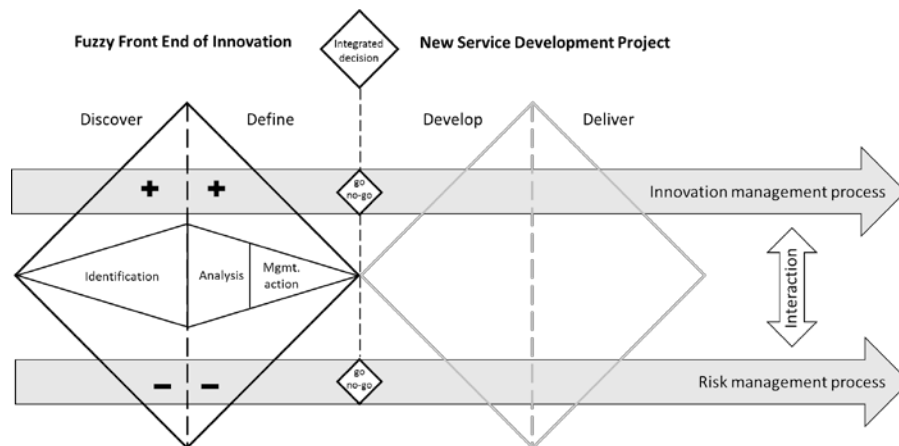 Fuzzy Front End of Innovation
Integrated
decision
New Service Development Project
Discover
Define
Develop
Deliver
+
+
go
no-go
Innovation management process
Identification
Analysis
Mgmt.
action
Interaction
–
–
go
no-go
Risk management process